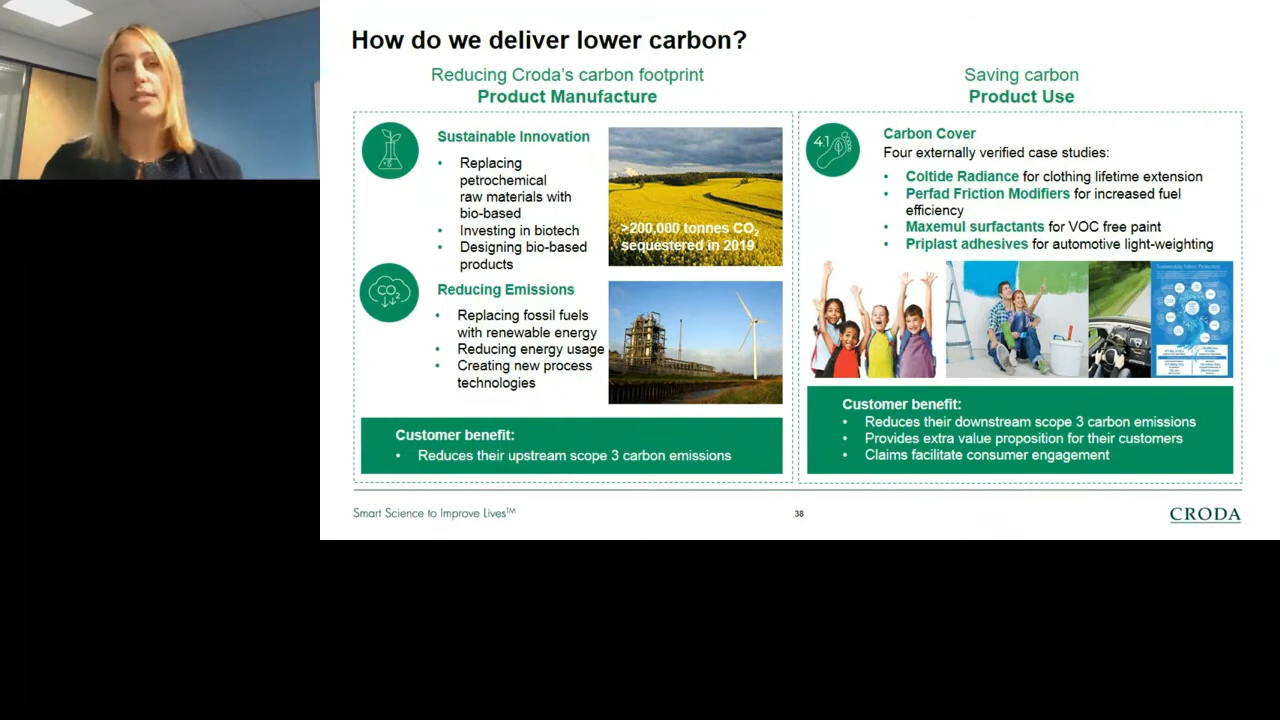 How do we deliver lower carbon?
Reducing Croda's carbon footprint
Product Manufacture
Sustainable Innovation
• Replacing
petrochemical
raw materials with
bio-based
• Investing in biotech
• Designing bio-based
products
>200,000 tonnes CO₂
sequestered in 2019
CO₂
Reducing Emissions
• Replacing fossil fuels
with renewable energy
• Reducing energy usage
• Creating new process
technologies
Customer benefit:
• Reduces their upstream scope 3 carbon emissions
Saving carbon
Product Use
4:1
Carbon Cover
Four externally verified case studies:
• Coltide Radiance for clothing lifetime extension
• Perfad Friction Modifiers for increased fuel
efficiency
• Maxemul surfactants for VOC free paint
• Priplast adhesives for automotive light-weighting
Customer benefit:
• Reduces their downstream scope 3 carbon emissions
• Provides extra value proposition for their customers
• Claims facilitate consumer engagement
Smart Science to Improve Lives™
38
CRODA